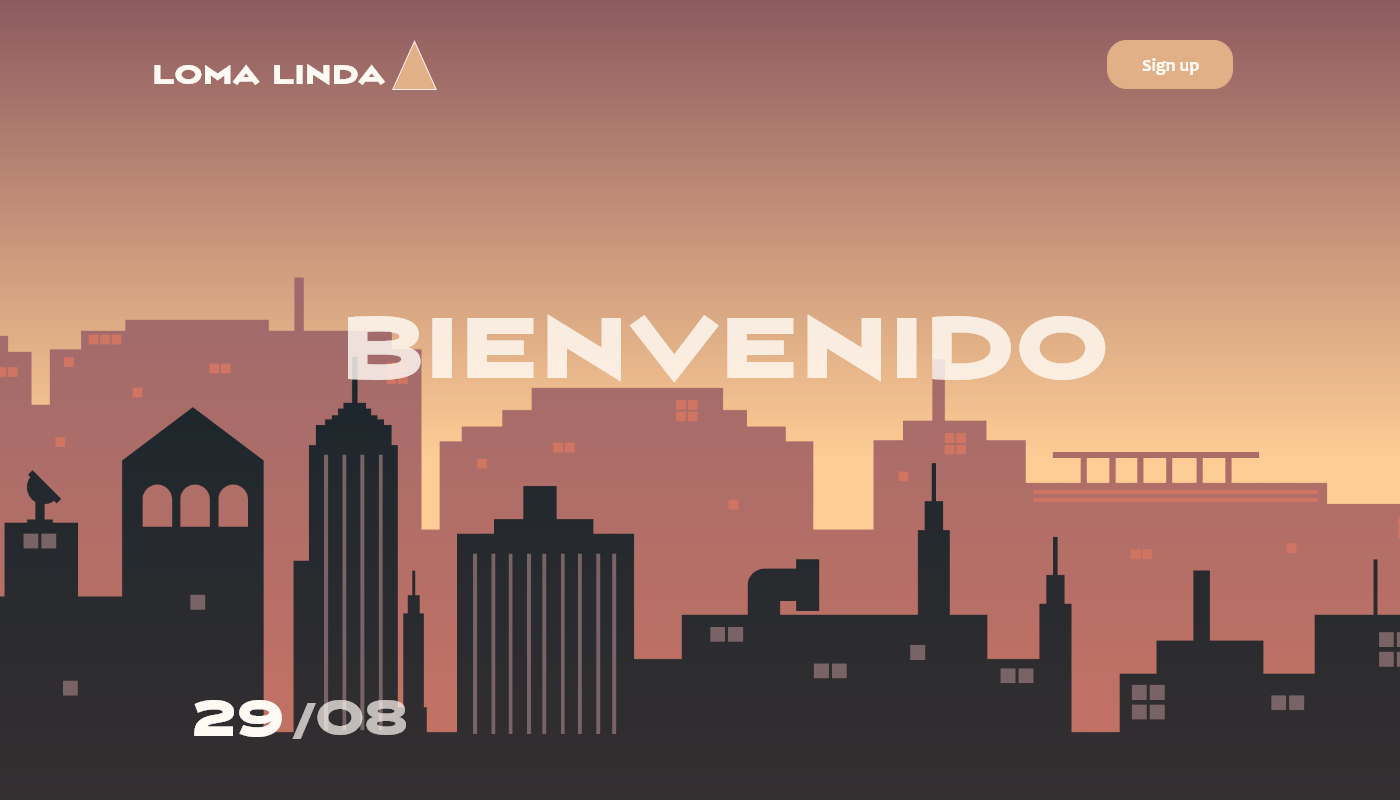 LOMA LINDA
Sign up
BIENVENIDO
29/08